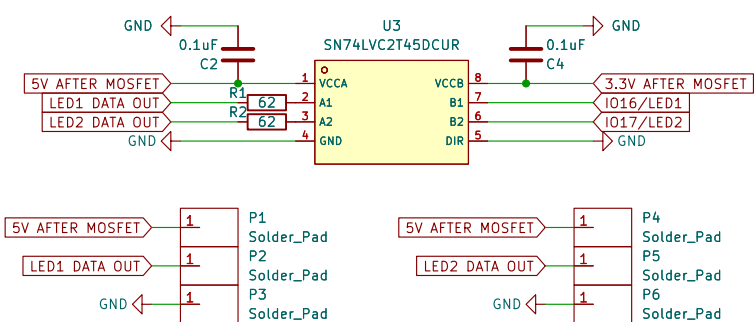 GND
U3
GND
0.1uF
SN74LVC2T45DCUR
0.1uF
C2
C4
5V AFTER MOSFET
1
VCCA
VCCB
8
3.3V AFTER MOSFET
R1
LED1 DATA OUT
62
2
A1
B1
7
IO16/LED1
R2
LED2 DATA OUT
62
3
A2
B2
6
IO17/LED2
GND
4
GND
DIR
5
GND
5V AFTER MOSFET
1
P1
Solder_Pad
LED1 DATA OUT
1
P2
Solder_Pad
GND
1
P3
Solder_Pad
5V AFTER MOSFET
1
P4
Solder_Pad
LED2 DATA OUT
1
P5
Solder_Pad
GND
1
P6
Solder_Pad